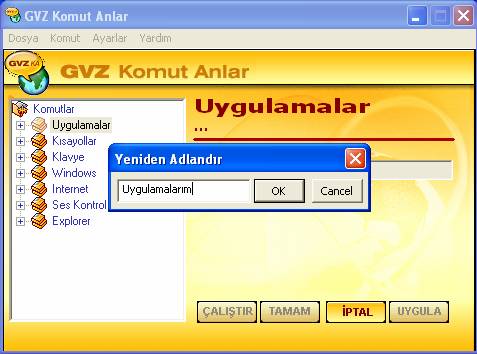 GVZ Komut Anlar
Dosya Komut Ayarlar Yardım
GVZ KA
GVZ Komut Anlar
Komutlar
Uygulamalar
Kısayollar
Klavye
Windows
Internet
Ses Kontrol
Explorer
Uygulamalar
...
Yeniden Adlandır
Uygulamalarım
OK
Cancel
ÇALIŞTIR TAMAM İPTAL UYGULA